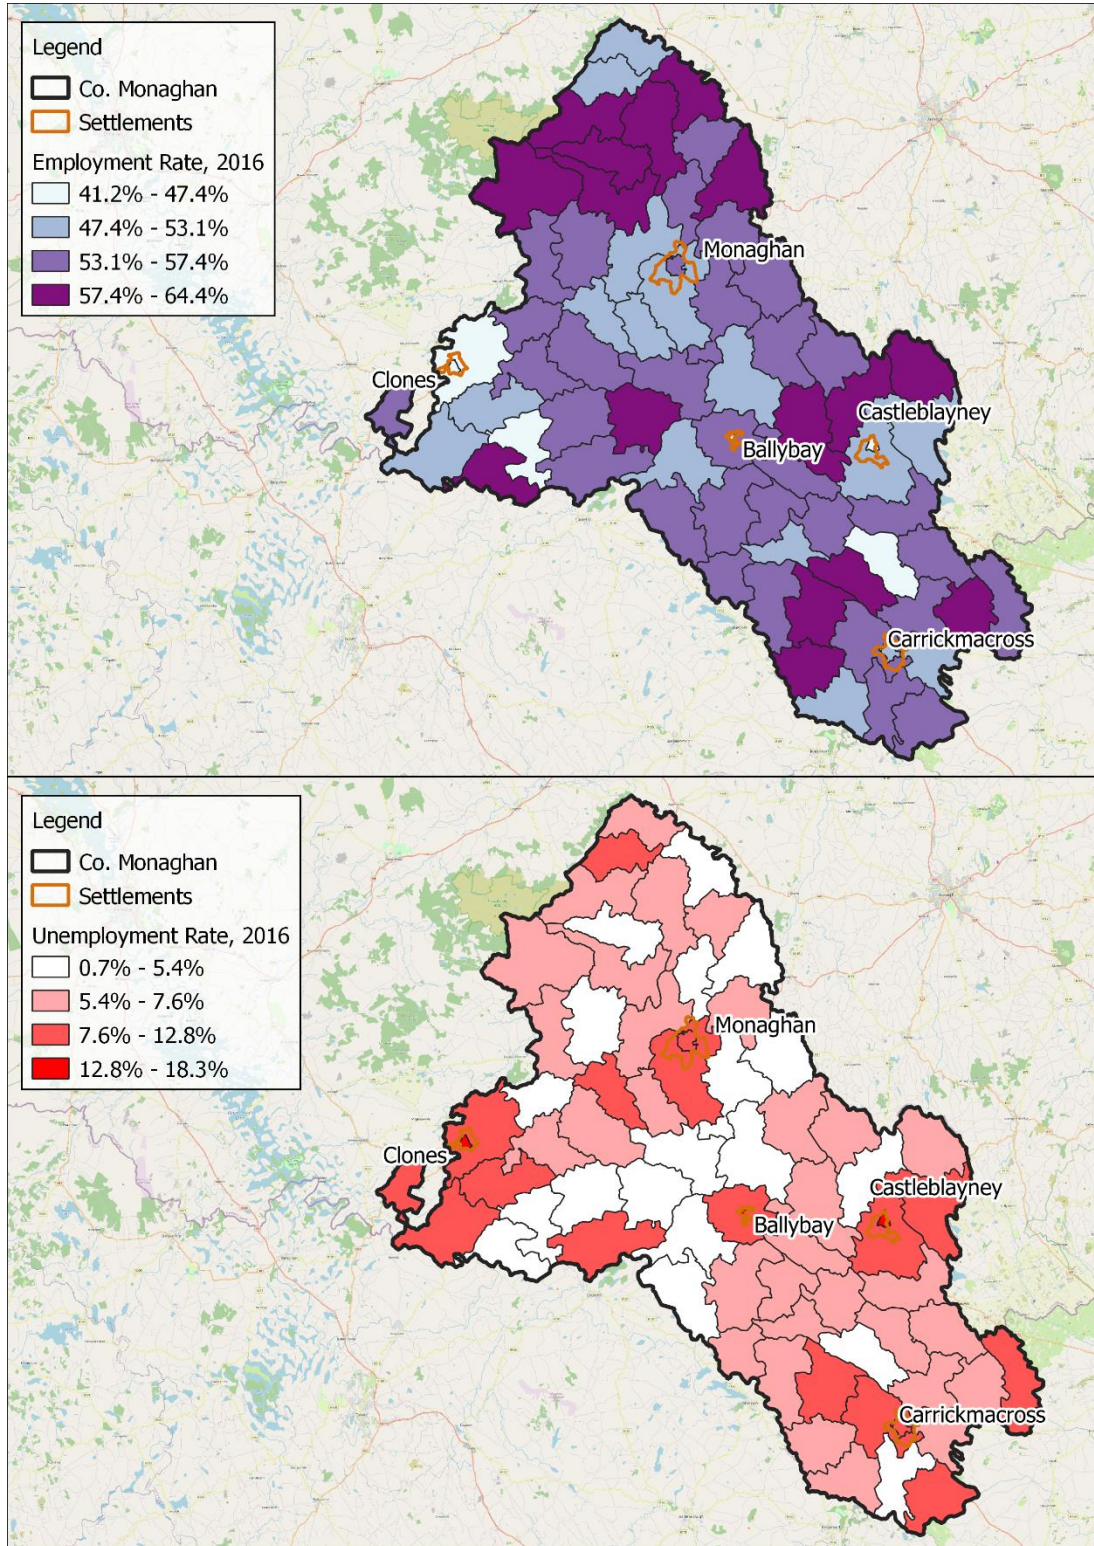 Legend
Co. Monaghan
Settlements
Employment Rate, 2016
41.2% - 47.4%
47.4% - 53.1%
53.1% - 57.4%
57.4% - 64.4%
Monaghan
Clones
Castleblayney
Ballybay
Carrickmacross
Legend
Co. Monaghan
Settlements
Unemployment Rate, 2016
0.7% - 5.4%
5.4% - 7.6%
7.6% - 12.8%
12.8% - 18.3%
Monaghan
Clones
Castleblayney
Ballybay
Carrickmacross